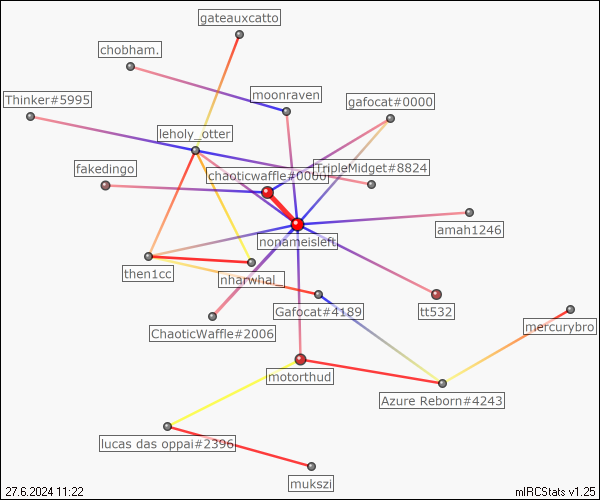 gateauxcatto
chobham.
moonraven
Thinker#5995
gafocat#0000
leholy_otter
fakedingo
TripleMidget#8824
chaoticwaffle#0000
amah1246
nonameisleft
then1cc
nharwhal_
Gafocat#4189
tt532
ChaoticWaffle#2006
mercurybro
motorthud
Azure Reborn#4243
lucas das oppai#2396
mukszi
27.6.2024 11:22
mIRCStats v1.25